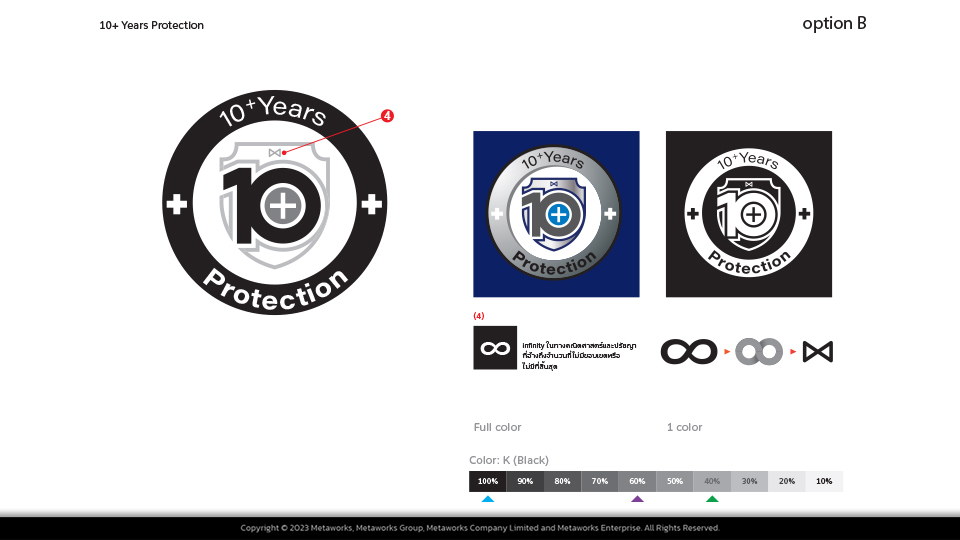 10+ Years Protection
option B
10+Years
Protection
10
4
10+Years
Protection
10
10+Years
Protection
10
(4)
Infinity ในทางคณิตศาสตร์และปรัชญา
ที่อ้างถึงจำนวนที่ไม่มีขอบเขตหรือ
ไม่มีที่สิ้นสุด
Full color
1 color
Color: K (Black)
100% 90% 80% 70% 60% 50% 40% 30% 20% 10%
Copyright © 2023 Metaworks, Metaworks Group, Metaworks Company Limited and Metaworks Enterprise. All Rights Reserved.